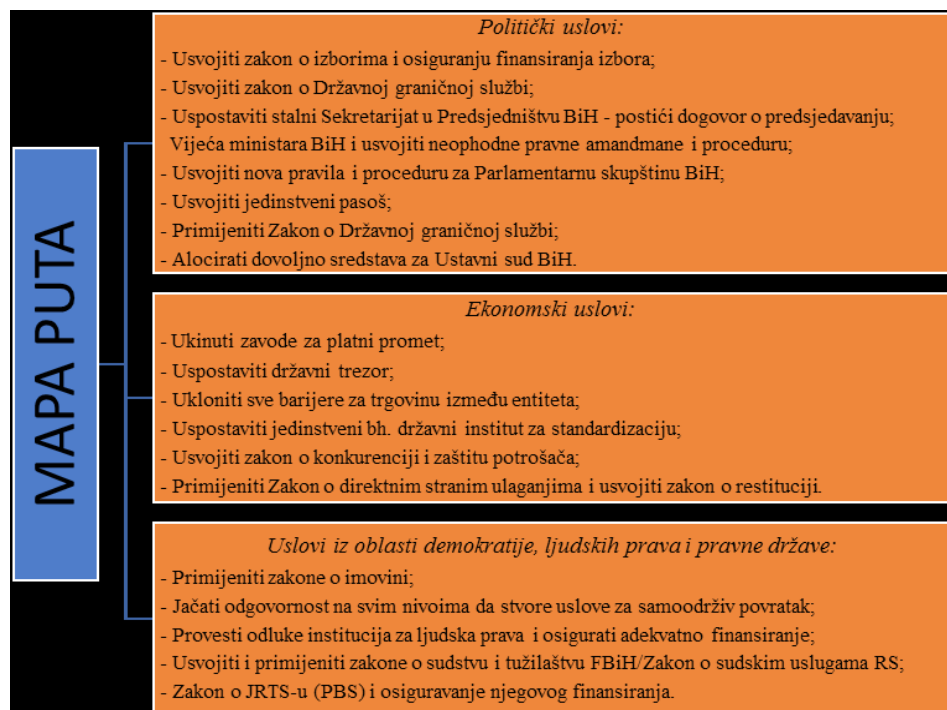 MAPA PUTA
Politički uslovi:
- Usvojiti zakon o izborima i osiguranju finansiranja izbora;
- Usvojiti zakon o Državnoj graničnoj službi;
- Uspostaviti stalni Sekretarijat u Predsjedništvu BiH - postići dogovor o predsjedavanju;
Vijeća ministara BiH i usvojiti neophodne pravne amandmane i proceduru;
- Usvojiti nova pravila i proceduru za Parlamentarnu skupštinu BiH;
- Usvojiti jedinstveni pasoš;
- Primijeniti Zakon o Državnoj graničnoj službi;
- Alocirati dovoljno sredstava za Ustavni sud BiH.
Ekonomski uslovi:
- Ukinuti zavode za platni promet;
- Uspostaviti državni trezor;
- Ukloniti sve barijere za trgovinu između entiteta;
- Uspostaviti jedinstveni bh. državni institut za standardizaciju;
- Usvojiti zakon o konkurenciji i zaštitu potrošača;
- Primijeniti Zakon o direktnim stranim ulaganjima i usvojiti zakon o restituciji.
Uslovi iz oblasti demokratije, ljudskih prava i pravne države:
- Primijeniti zakone o imovini;
- Jačati odgovornost na svim nivoima da stvore uslove za samoodrživ povratak;
- Provesti odluke institucija za ljudska prava i osigurati adekvatno finansiranje;
- Usvojiti i primijeniti zakone o sudstvu i tužilaštvu FBiH/Zakon o sudskim uslugama RS;
- Zakon o JRTS-u (PBS) i osiguravanje njegovog finansiranja.